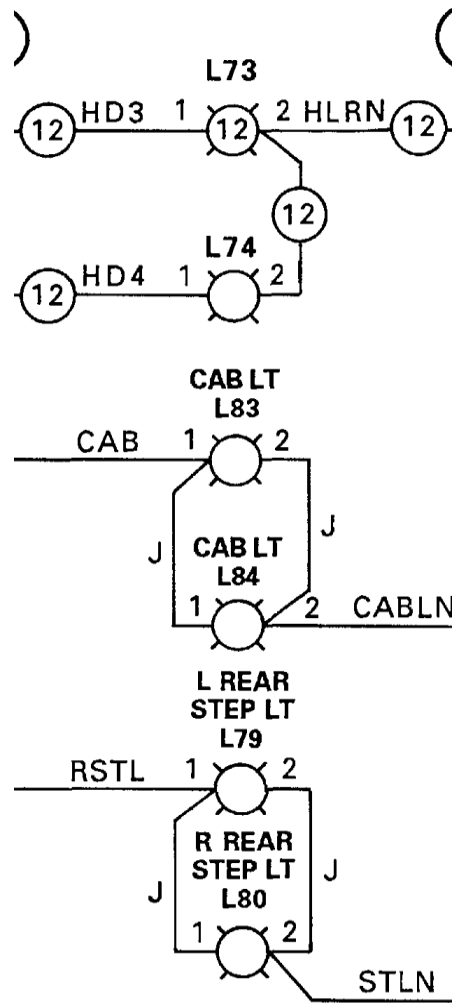 L73
12 HD3 1 12 2 HLRN 12
12
L74
12 HD4 1 2
CAB LT
L83
CAB 1 2
J J
CAB LT
L84
1 2 CABLN
L REAR
STEP LT
L79
RSTL 1 2
R REAR
STEP LT
J J
L80
1 2
STLN